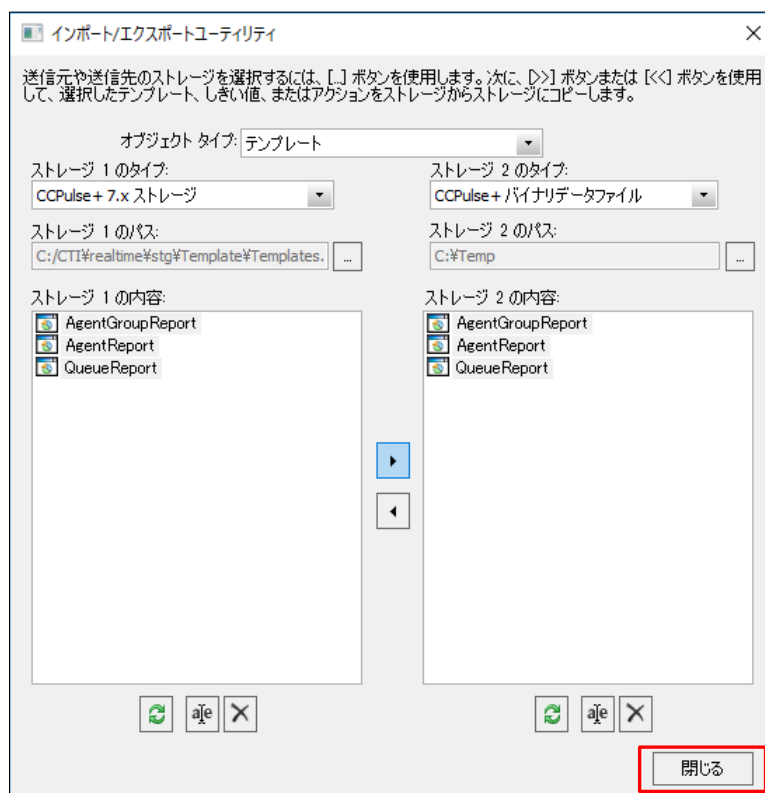 インポート/エクスポートユーティリティ
送信元や送信先のストレージを選択するには、[...] ボタンを使用します。次に、[>>] ボタンまたは [<<] ボタンを使用
して、選択したテンプレート、しきい値、またはアクションをストレージからストレージにコピーします。
オブジェクト タイプ: テンプレート
ストレージ 1 のタイプ: ストレージ 2 のタイプ:
CCPulse+ 7.x ストレージ CCPulse+ バイナリデータファイル
ストレージ 1 のパス: ストレージ 2 のパス:
C:/CTI¥realtime¥stg¥Template¥Templates. ... C:¥Temp ...
ストレージ 1 の内容: ストレージ 2 の内容:
AgentGroupReport AgentGroupReport
AgentReport AgentReport
QueueReport QueueReport
閉じる